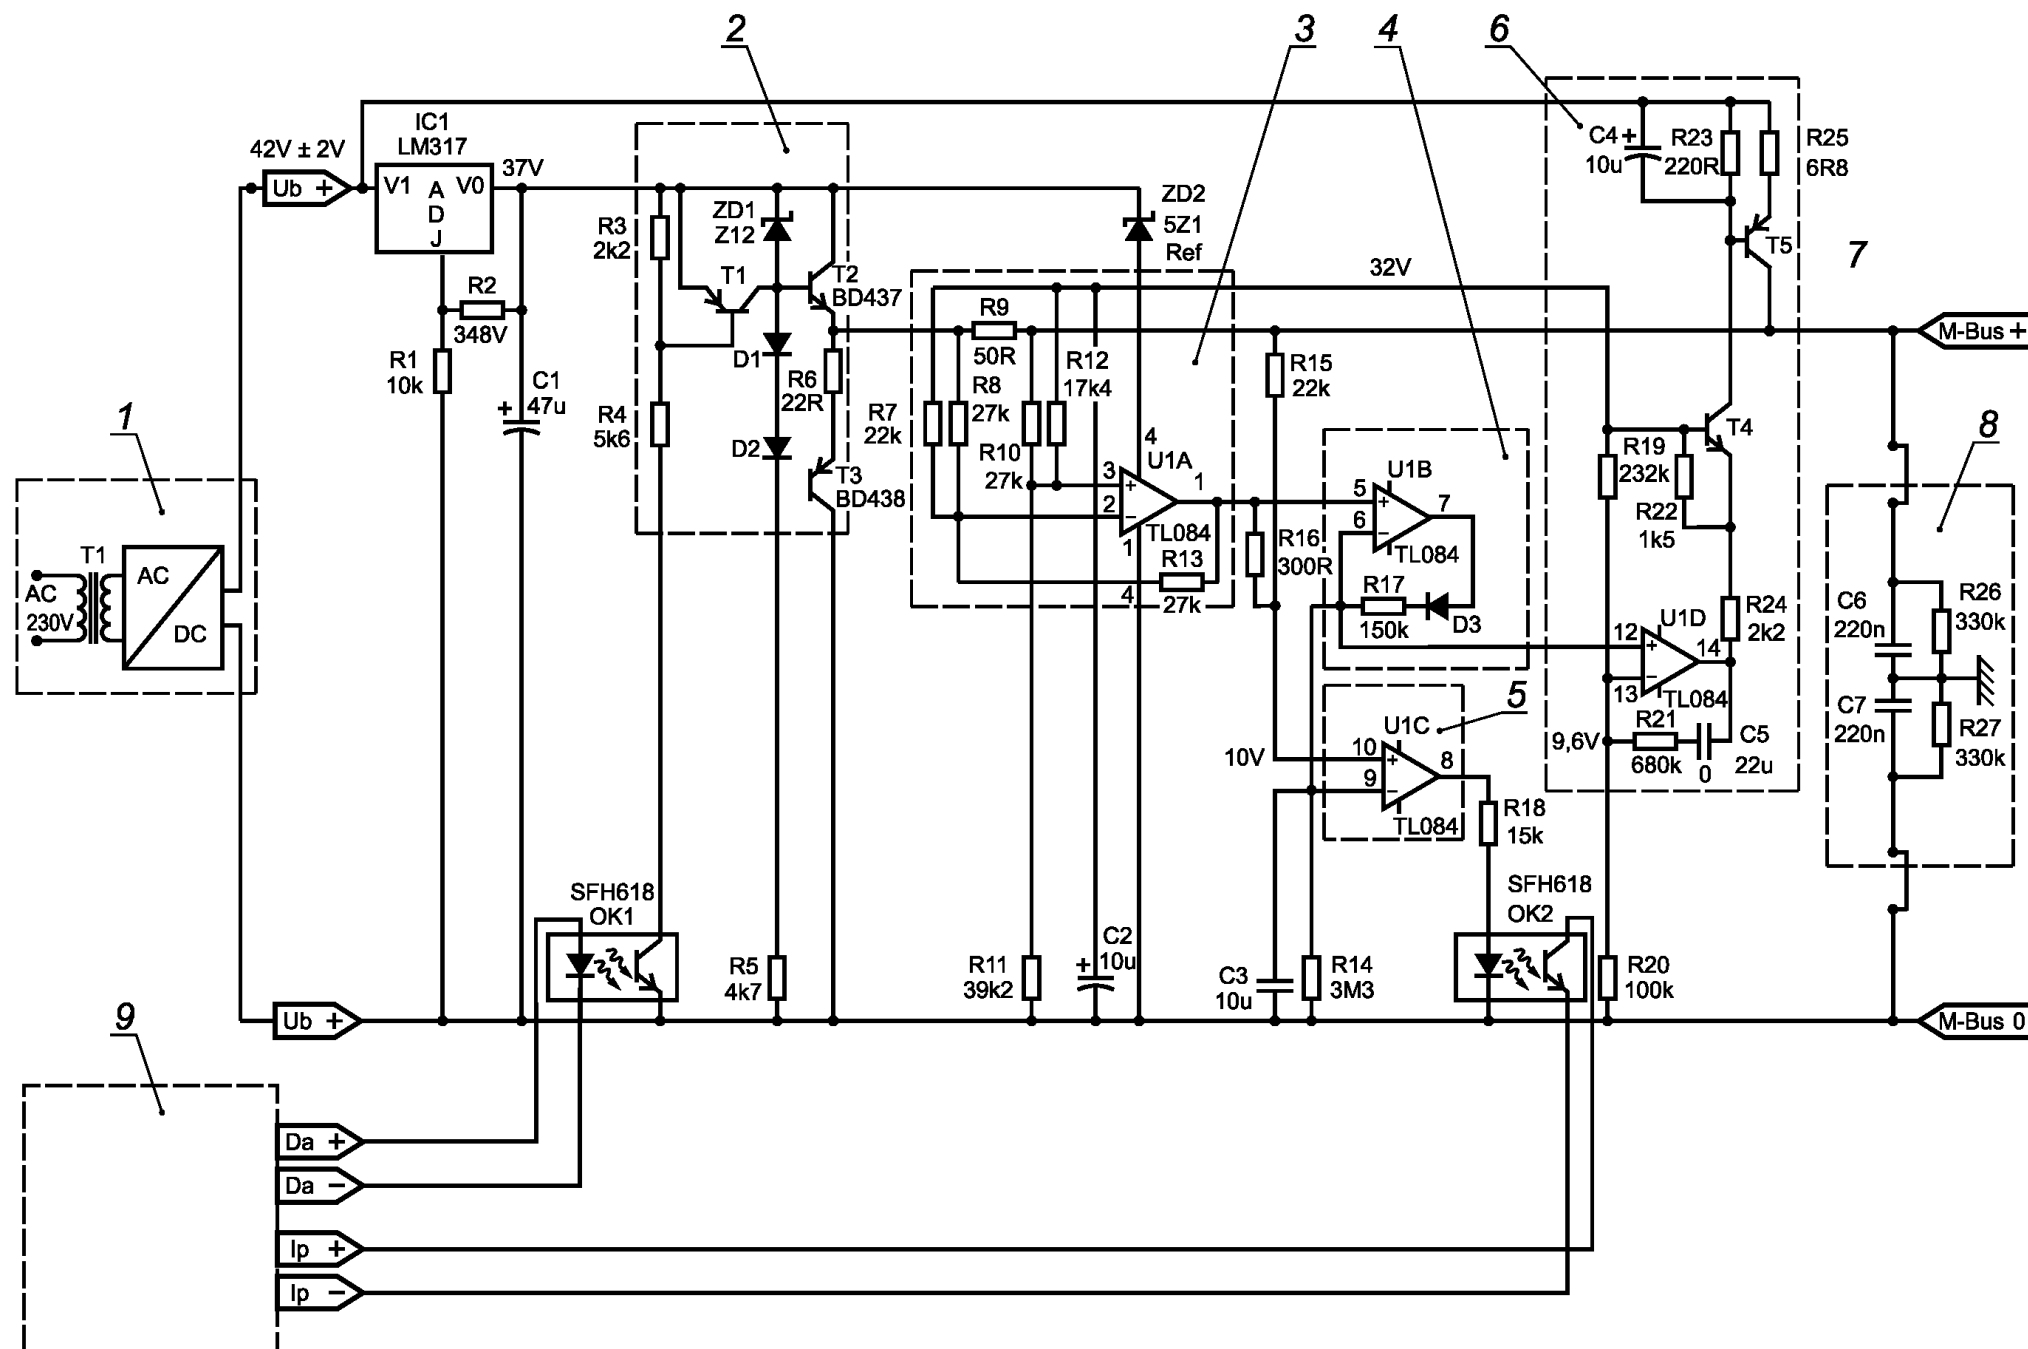 2
3
4
6
IC1
LM317
42V ± 2V
Ub +
V1
A
D
J
V0
37V
R2
348V
R1
10k
C1
47u
R3
2k2
ZD1
Z12
T1
T2
BD437
D1
R6
22R
R4
5k6
D2
T3
BD438
ZD2
5Z1
Ref
32V
R9
50R
R12
17k4
R8
27k
R7
22k
R10
27k
4
U1A
3
+
2
−
1
TL084
1
R13
27k
4
R15
22k
R16
300R
U1B
5
+
6
−
7
TL084
R17
150k
D3
C4 +
10u
R23
220R
R25
6R8
T5
7
M-Bus +
R19
232k
T4
R22
1k5
R24
2k2
U1D
12
+
13
−
14
TL084
R21
680k
C5
22u
0
9,6V
8
C6
220n
R26
330k
C7
220n
R27
330k
1
T1
AC
230V
AC
DC
5
U1C
10V
10
+
9
−
8
TL084
R18
15k
SFH618
OK1
SFH618
OK2
R5
4k7
R11
39k2
C2
+
10u
C3
10u
R14
3M3
R20
100k
Ub +
M-Bus 0
9
Da +
Da −
Ip +
Ip −
+